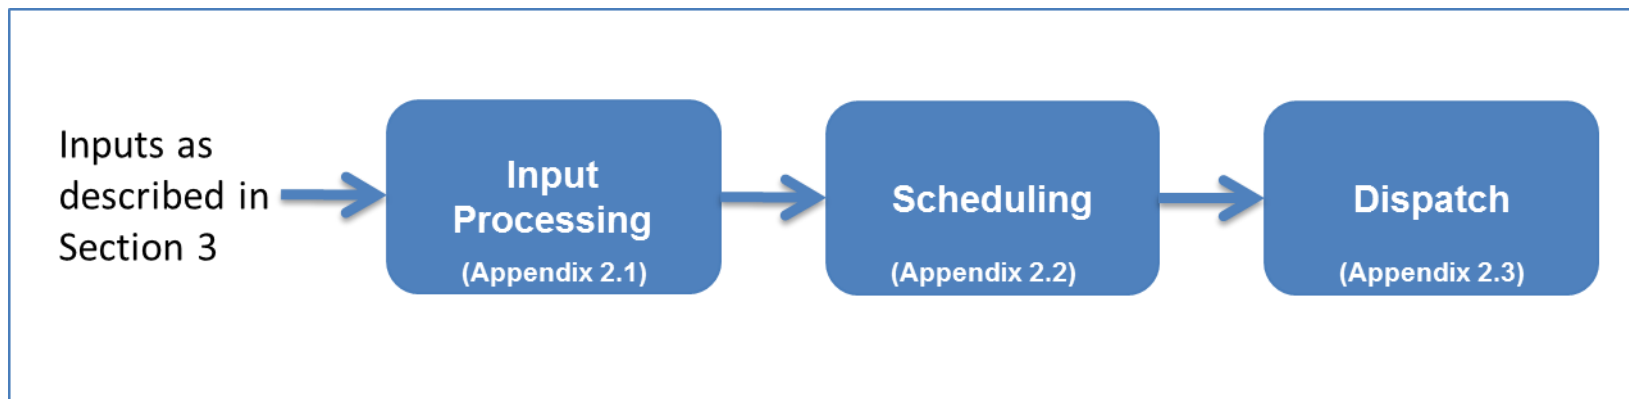 Inputs as
described in
Section 3
Input
Processing
(Appendix 2.1)
Scheduling
(Appendix 2.2)
Dispatch
(Appendix 2.3)